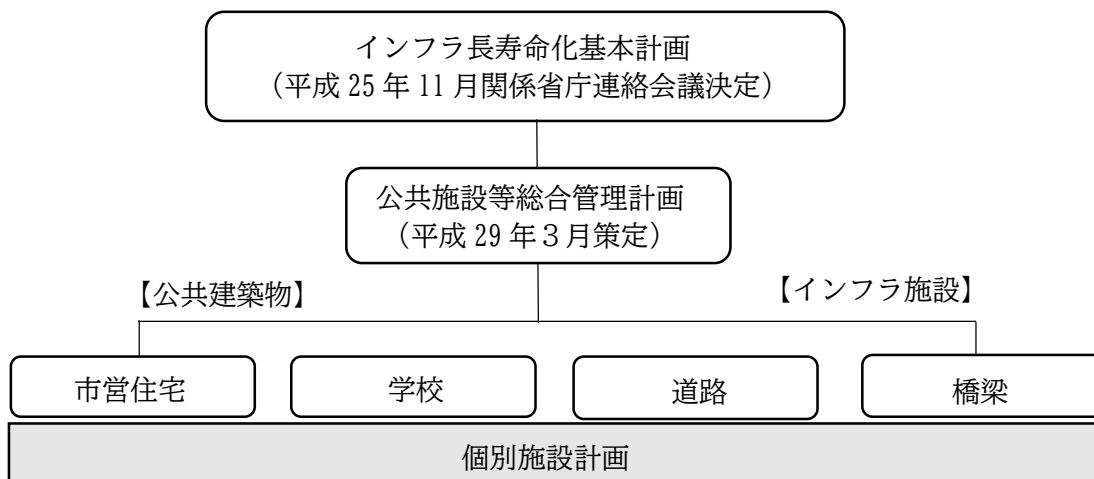 インフラ長寿命化基本計画
（平成 25 年 11 月関係省庁連絡会議決定）
公共施設等総合管理計画
（平成 29 年３月策定）
【公共建築物】
【インフラ施設】
市営住宅
学校
道路
橋梁
個別施設計画